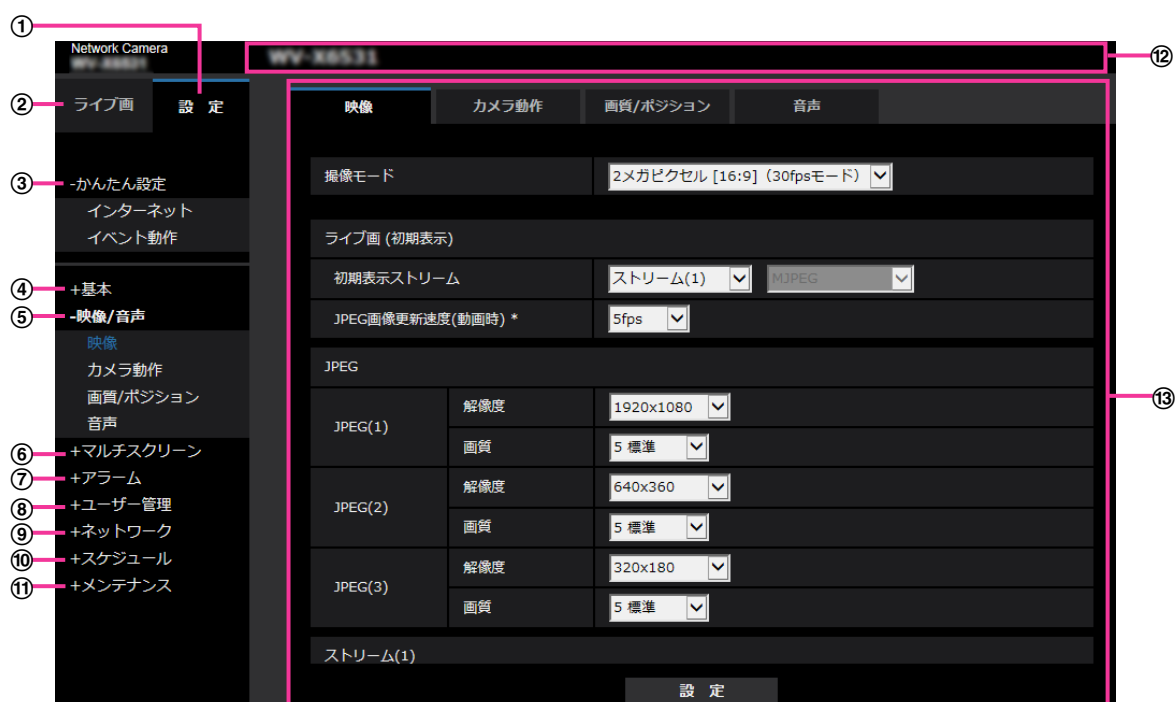 ①
Network Camera
WV-X6531
WV-X6531
⑫
②
ライブ画
設 定
映像
カメラ動作
画質/ポジション
音声
③
-かんたん設定
インターネット
イベント動作
④
+基本
⑤
-映像/音声
映像
カメラ動作
画質/ポジション
音声
⑥
+マルチスクリーン
⑦
+アラーム
⑧
+ユーザー管理
⑨
+ネットワーク
⑩
+スケジュール
⑪
+メンテナンス
撮像モード
2メガピクセル [16:9]（30fpsモード）
ライブ画 (初期表示)
初期表示ストリーム
ストリーム(1)
MJPEG
JPEG画像更新速度(動画時) *
5fps
JPEG
⑬
JPEG(1)
解像度
1920x1080
画質
5 標準
JPEG(2)
解像度
640x360
画質
5 標準
JPEG(3)
解像度
320x180
画質
5 標準
ストリーム(1)
設 定